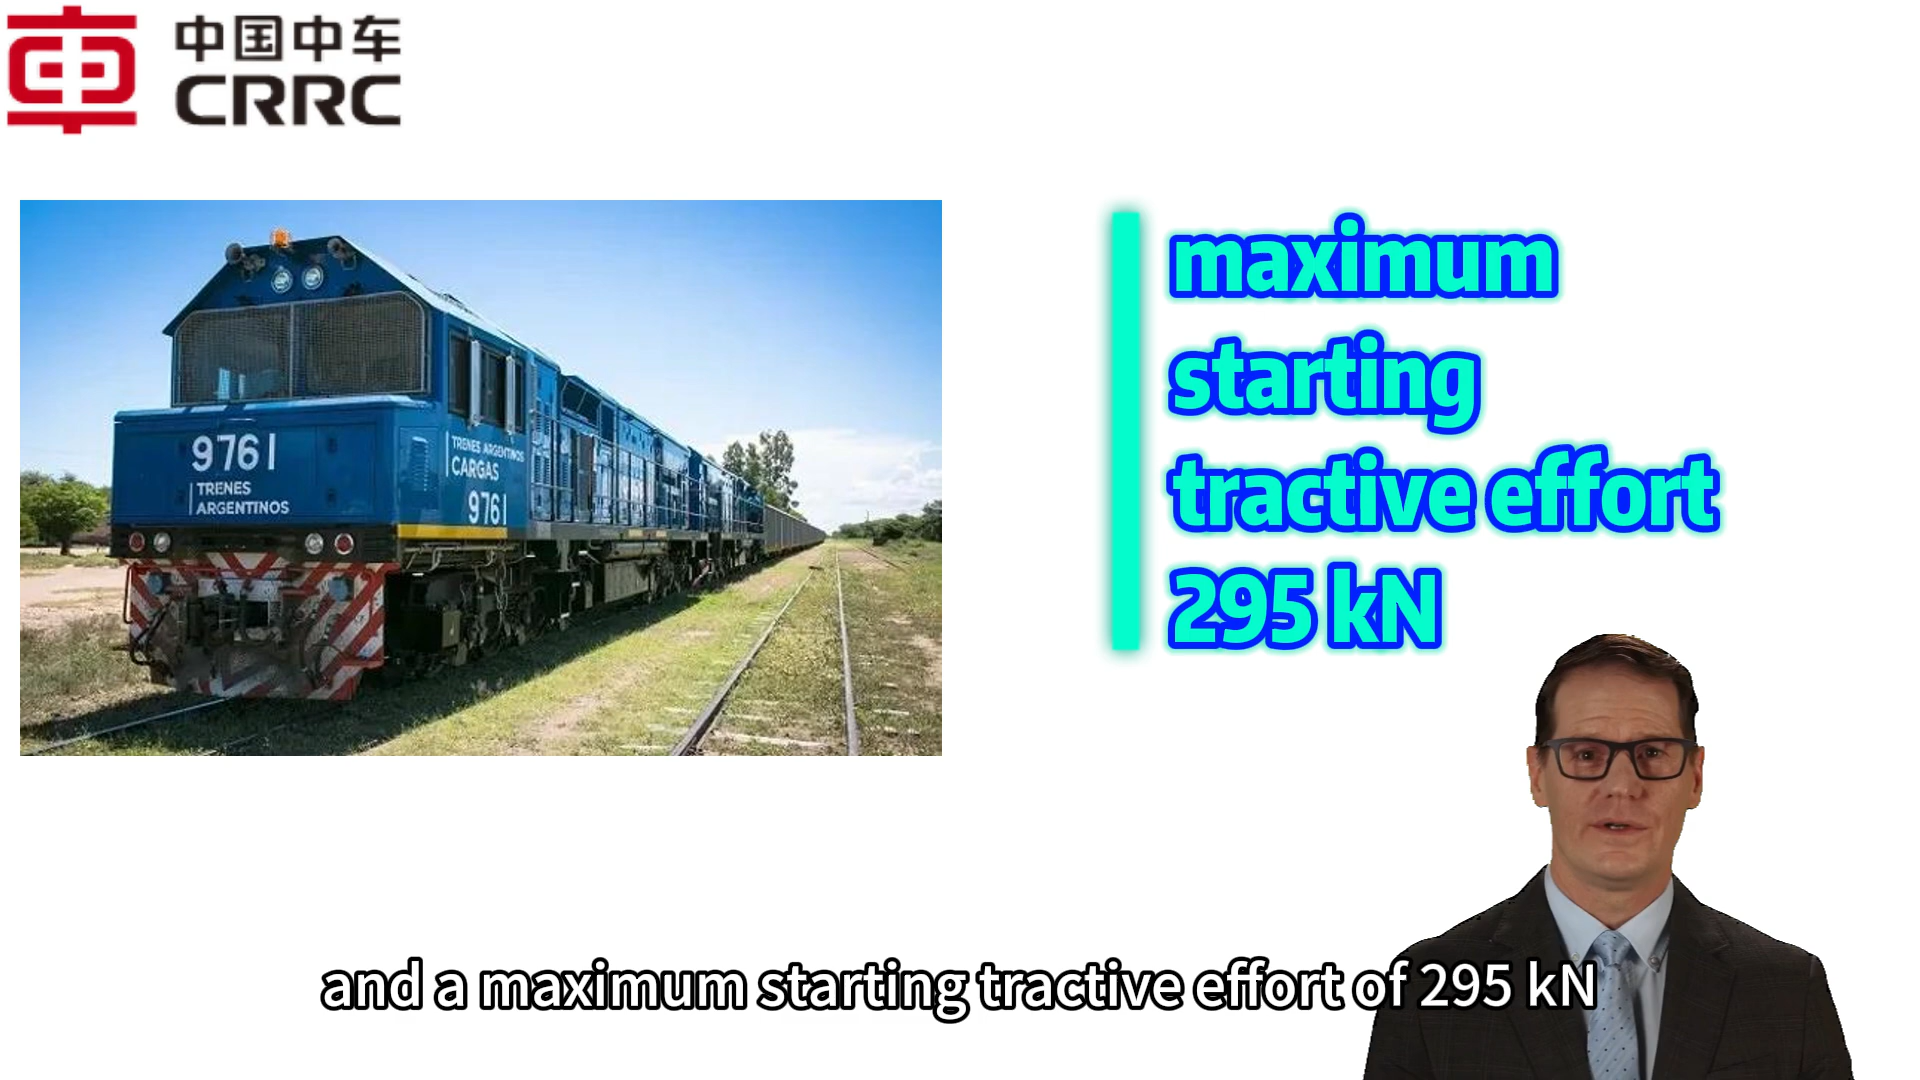 中国中车
CRRC
9761
TRENES
ARGENTINOS
TRENES ARGENTINOS
CARGAS
9761
maximum
starting
tractive effort
295 kN
and a maximum starting tractive effort of 295 kN